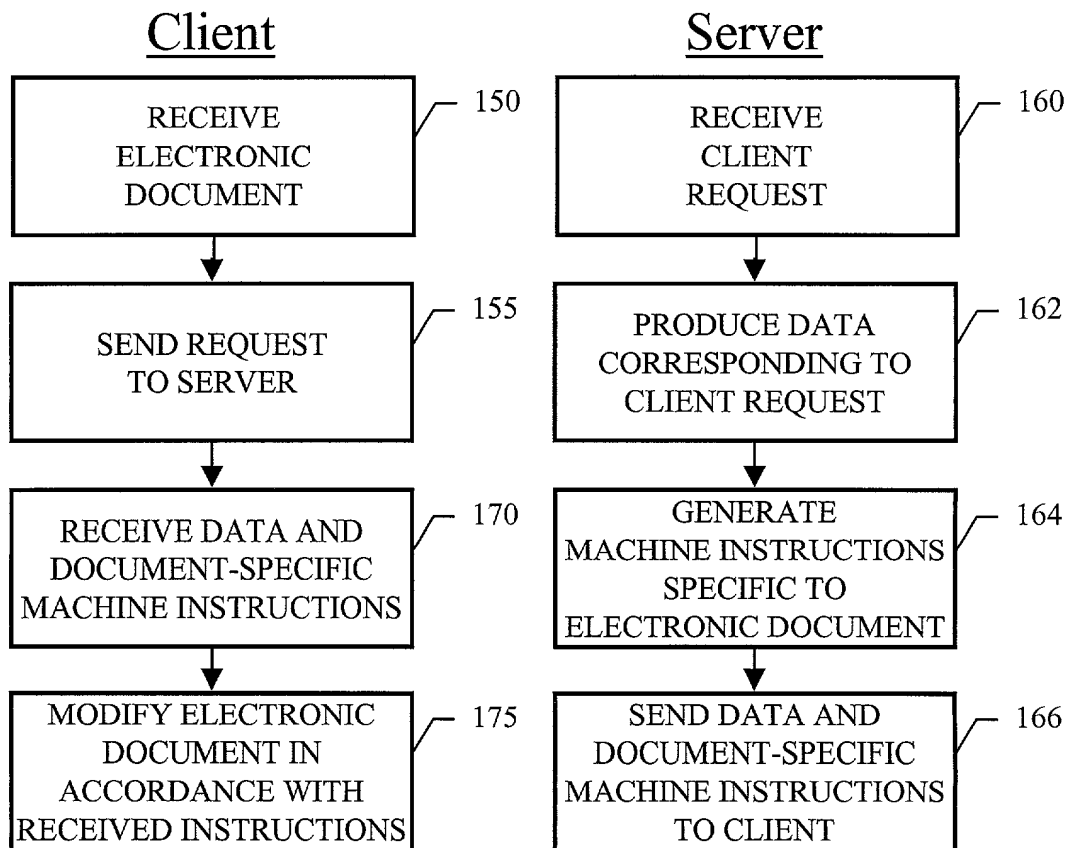 Client
RECEIVE
ELECTRONIC
DOCUMENT
150
SEND REQUEST
TO SERVER
155
RECEIVE DATA AND
DOCUMENT-SPECIFIC
MACHINE INSTRUCTIONS
170
MODIFY ELECTRONIC
DOCUMENT IN
ACCORDANCE WITH
RECEIVED INSTRUCTIONS
175
Server
RECEIVE
CLIENT
REQUEST
160
PRODUCE DATA
CORRESPONDING TO
CLIENT REQUEST
162
GENERATE
MACHINE INSTRUCTIONS
SPECIFIC TO
ELECTRONIC DOCUMENT
164
SEND DATA AND
DOCUMENT-SPECIFIC
MACHINE INSTRUCTIONS
TO CLIENT
166